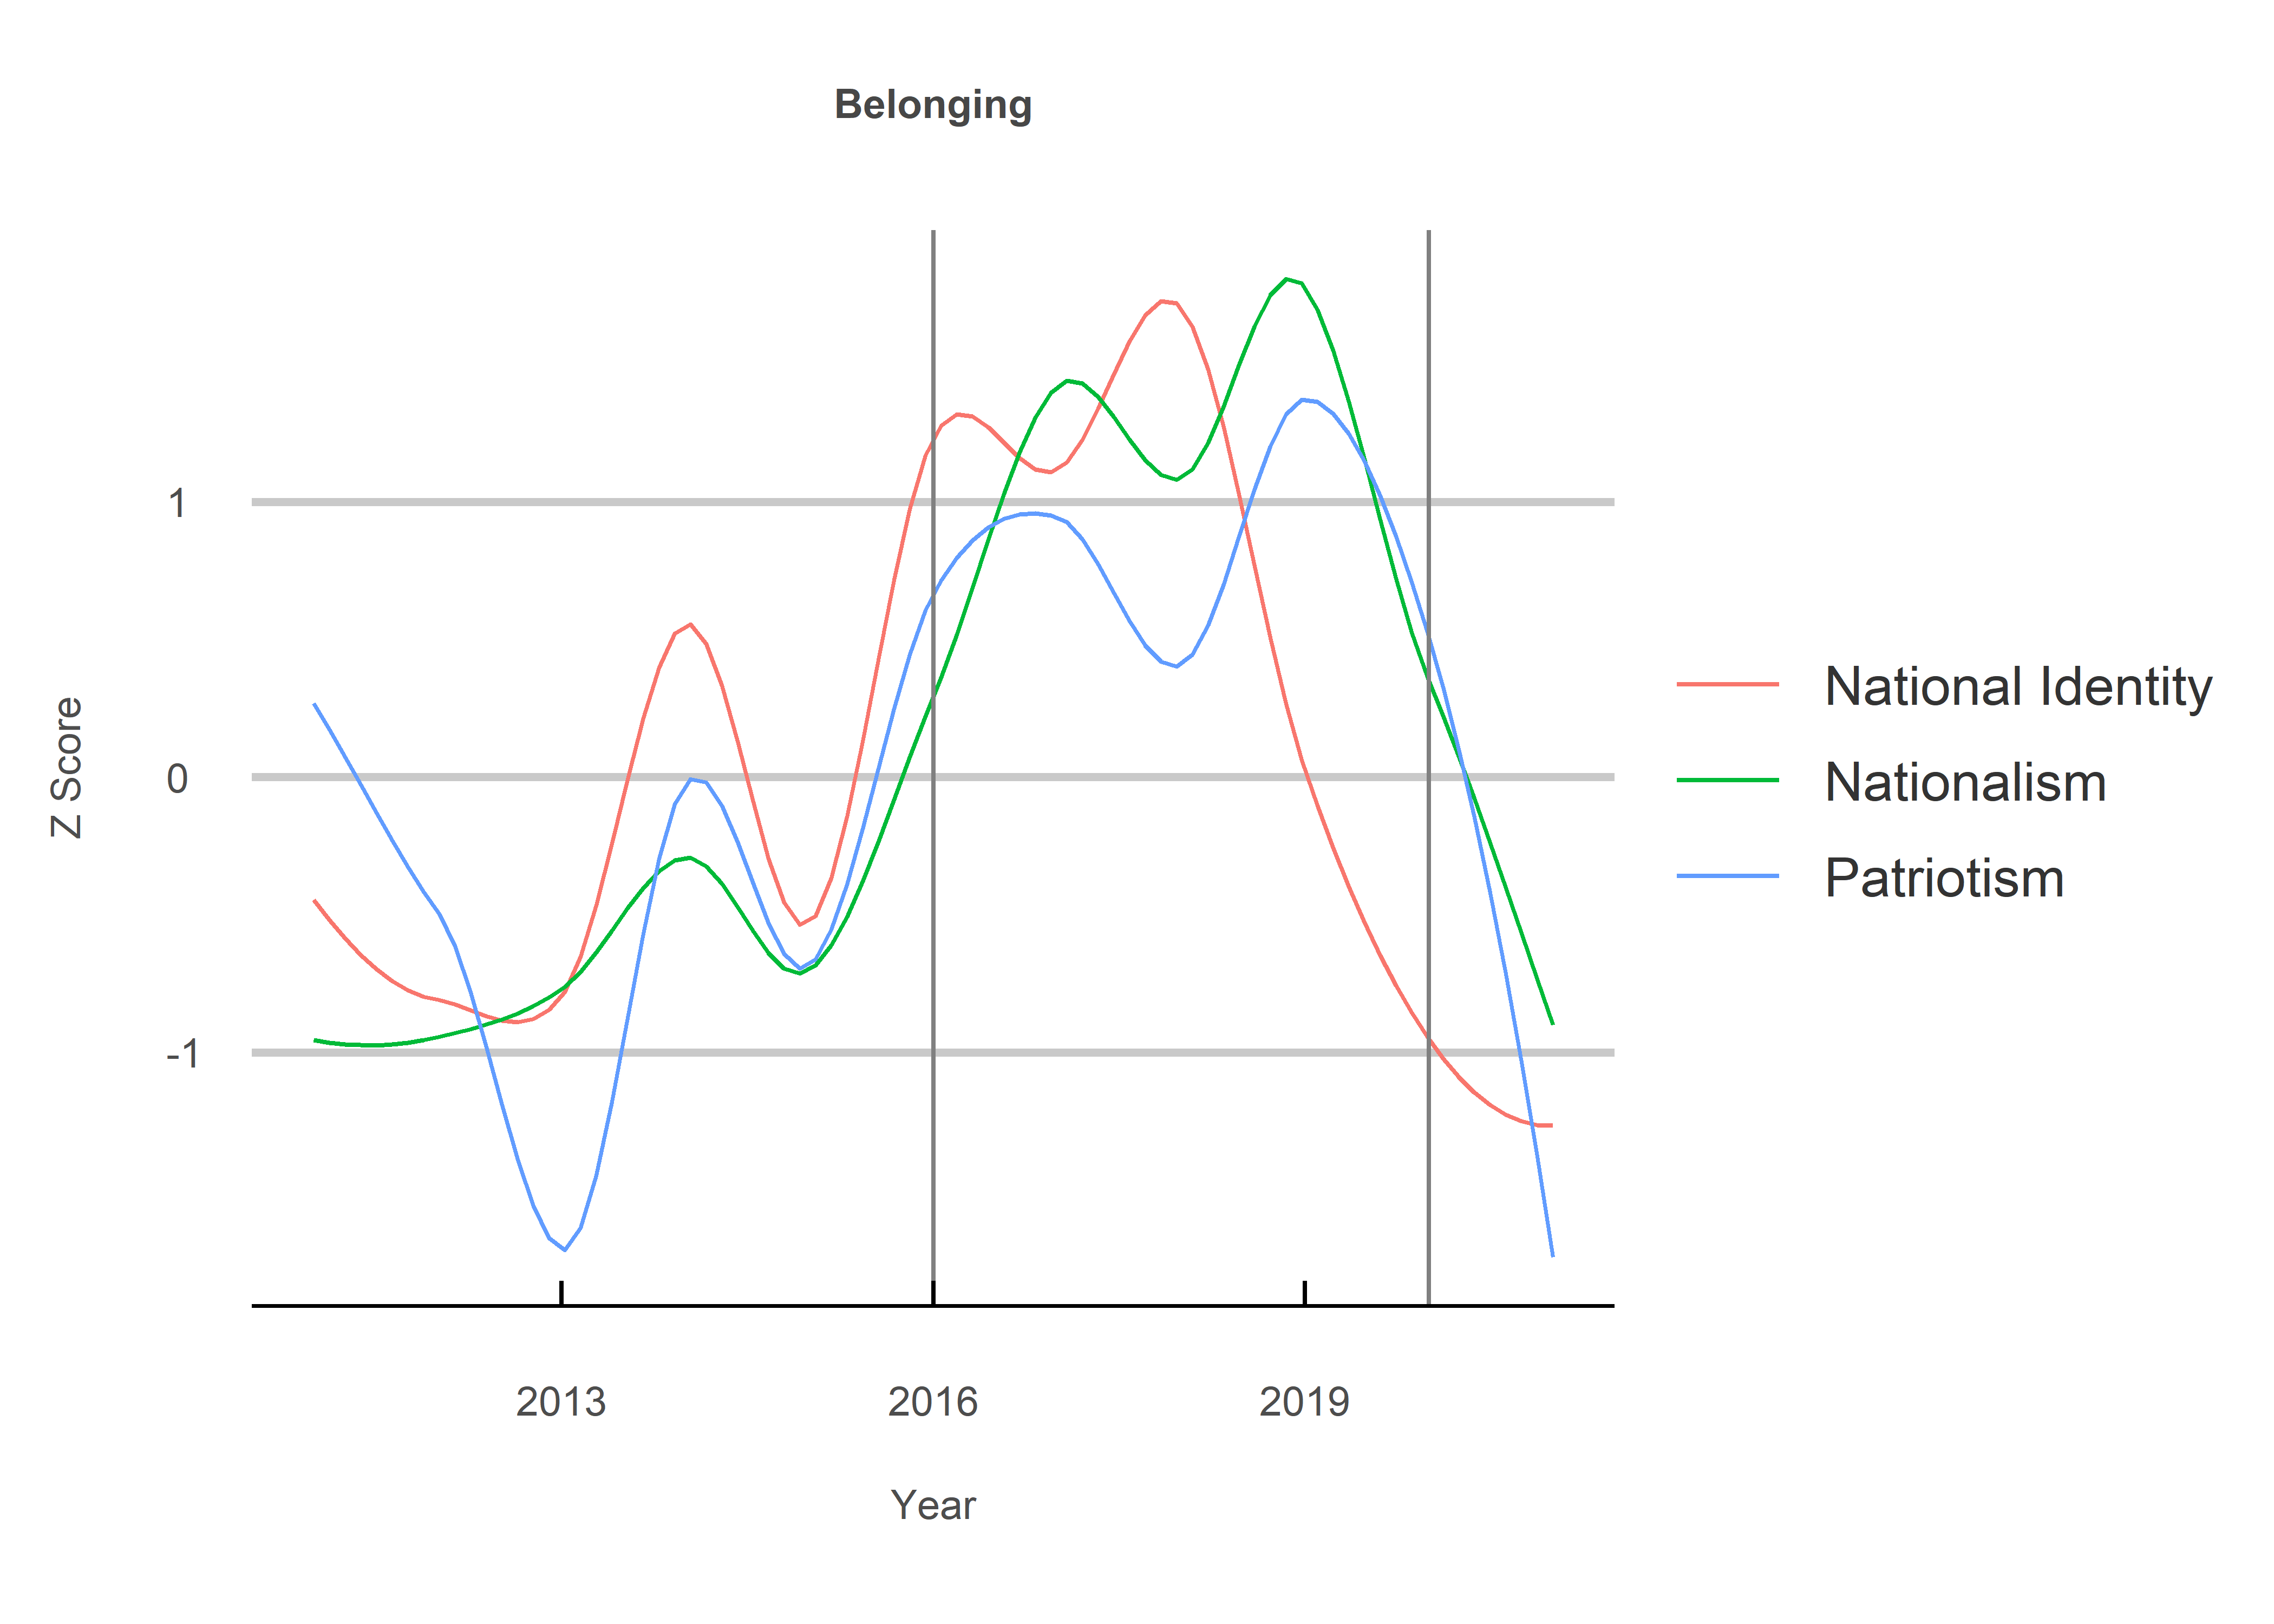 Belonging
Z Score
1
0
-1
2013
2016
2019
Year
National Identity
Nationalism
Patriotism